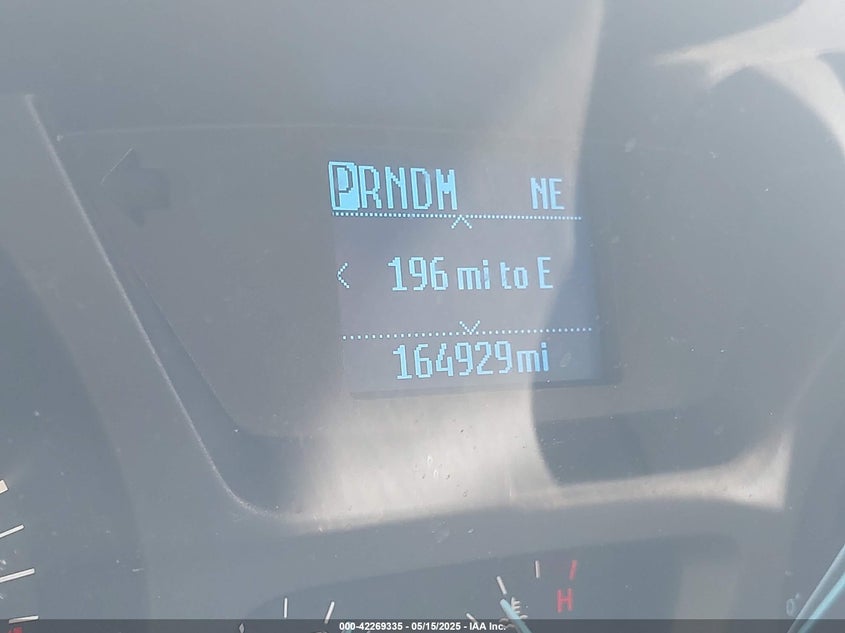 PRNDM NE
196 mi to E
164929mi
H
000-42269335 - 05/15/2025 - IAA Inc.